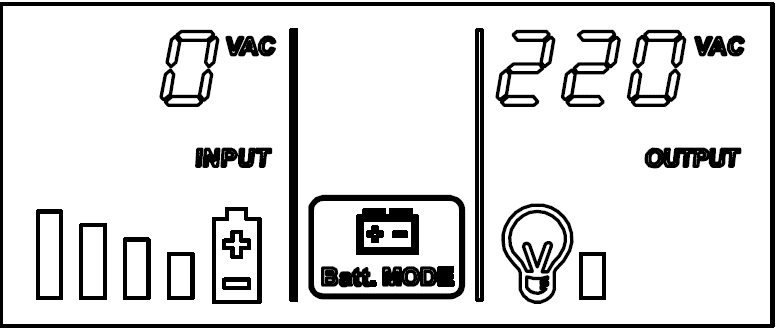 0 VAC
220 VAC
INPUT
OUTPUT
Batt. MODE